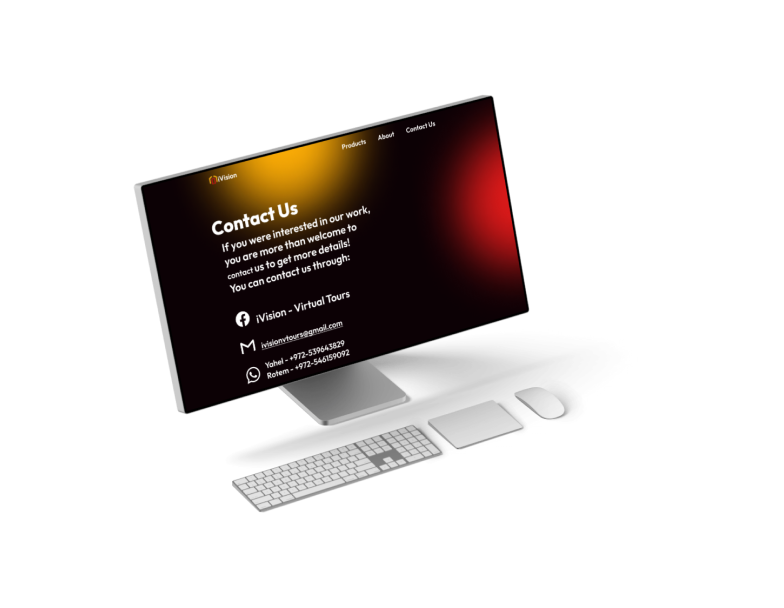 iVision
Products
About
Contact Us
Contact Us
If you were interested in our work,
you are more than welcome to
contact us to get more details!
You can contact us through:
iVision - Virtual Tours
ivisionvtours@gmail.com
Yahel - +972-539643829
Rotem - +972-546159092